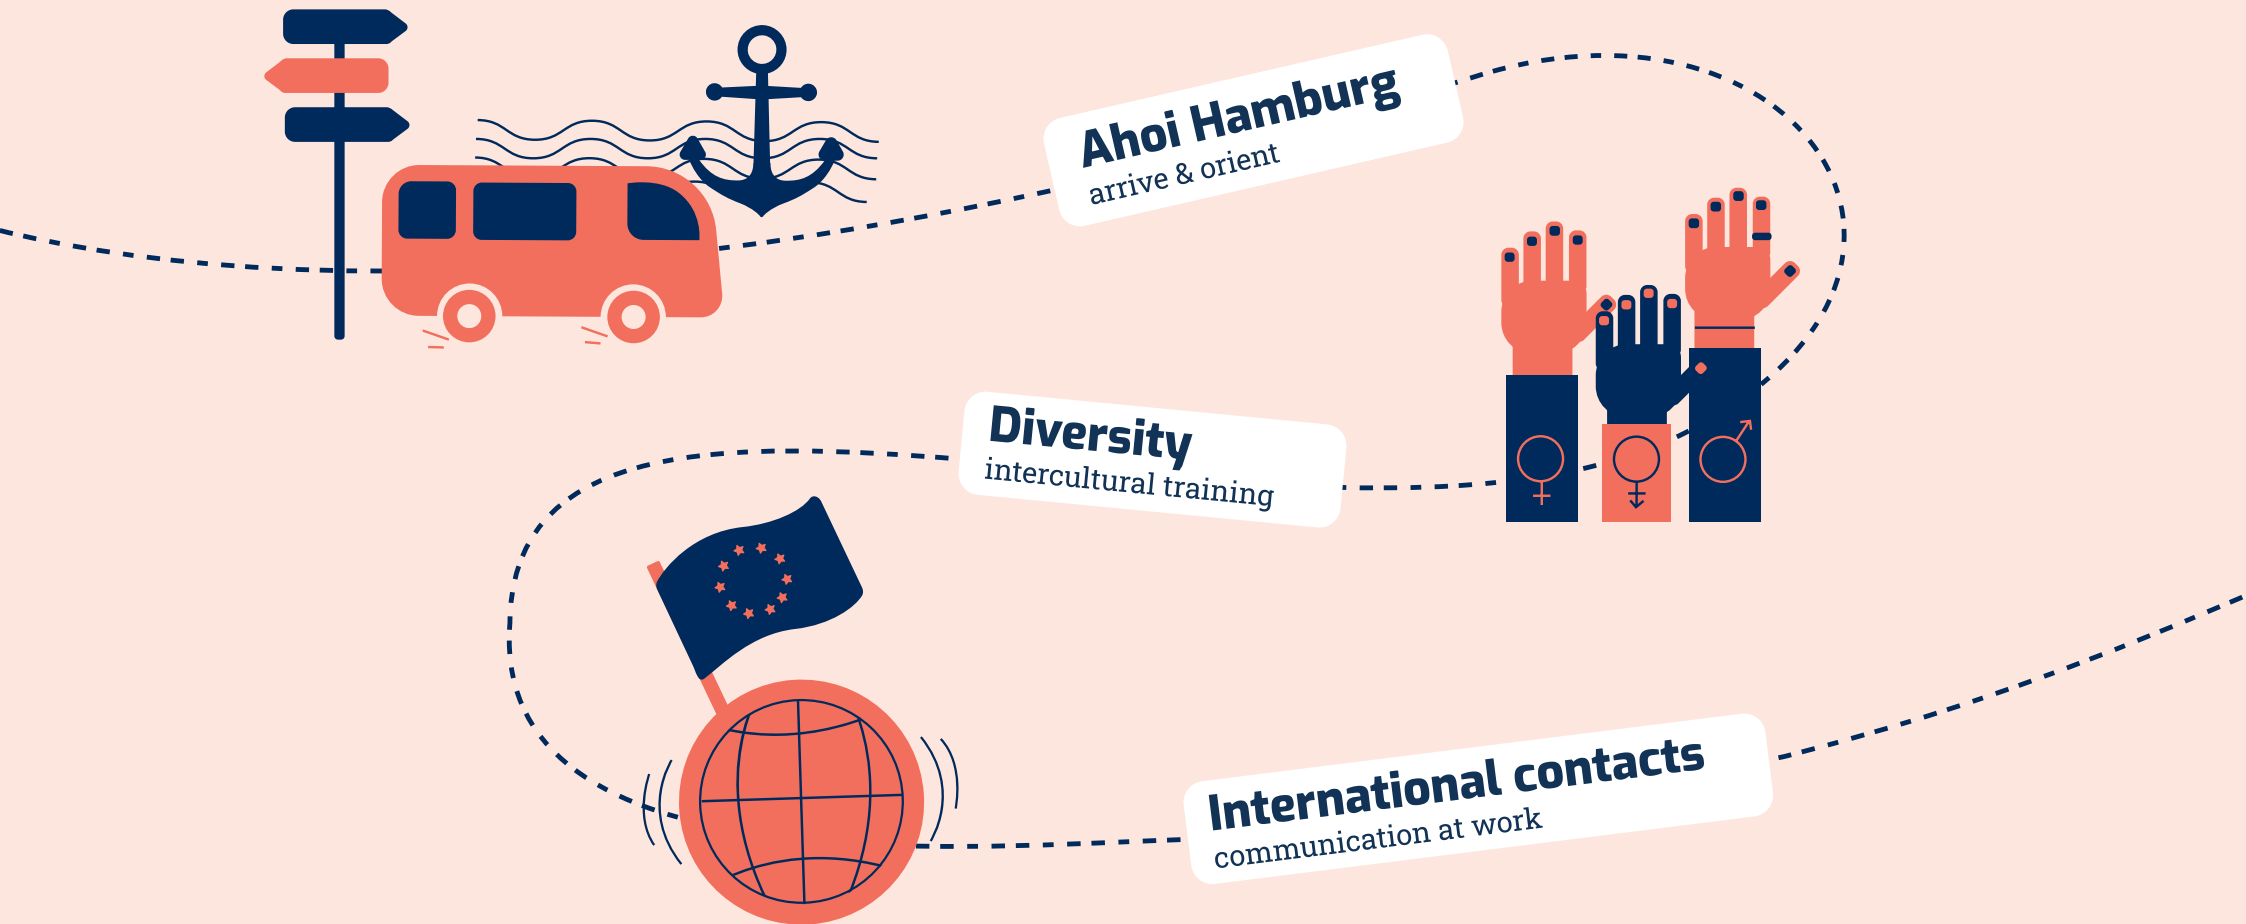 Ahoi Hamburg
arrive & orient
Diversity
intercultural training
International contacts
communication at work